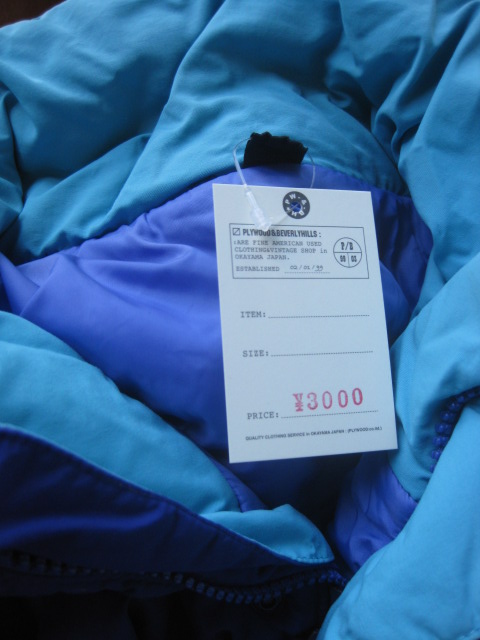 PLYWOOD&BEVERLYHILLS:
:ARE FINE AMERICAN USED
CLOTHING&VINTAGE SHOP in
OKAYAMA JAPAN.
ESTABLISHED
P/B
ITEM:
SIZE:
PRICE: ¥3000
QUALITY CLOTHES SERVICE in OKAYAMA JAPAN